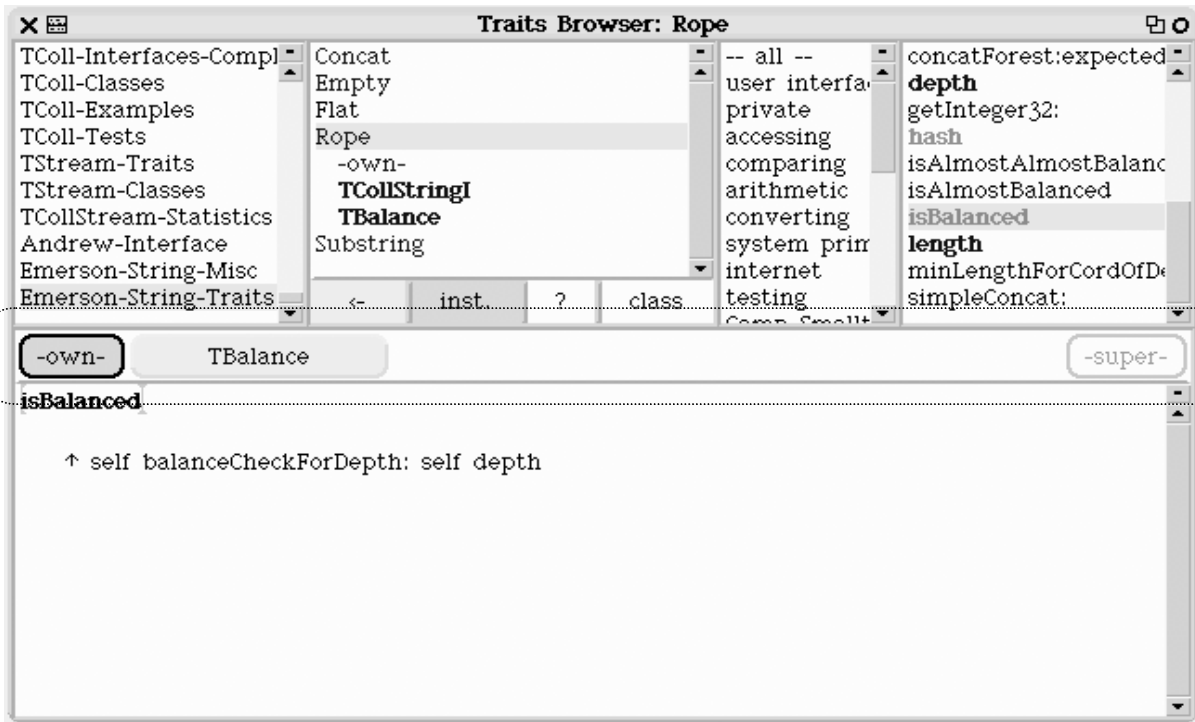 Traits Browser: Rope
TColl-Interfaces-Compl
TColl-Classes
TColl-Examples
TColl-Tests
TStream-Traits
TStream-Classes
TCollStream-Statistics
Andrew-Interface
Emerson-String-Misc
Emerson-String-Traits
Concat
Empty
Flat
Rope
-own-
TCollStringI
TBalance
Substring
<- inst. ? class
-- all --
user interfa
private
accessing
comparing
arithmetic
converting
system prim
internet
testing
Comp Smallt
concatForest:expected
depth
getInteger32:
hash
isAlmostAlmostBalanc
isAlmostBalanced
isBalanced
length
minLengthForCordOfDe
simpleConcat:
-own- TBalance -super-
isBalanced
↑ self balanceCheckForDepth: self depth